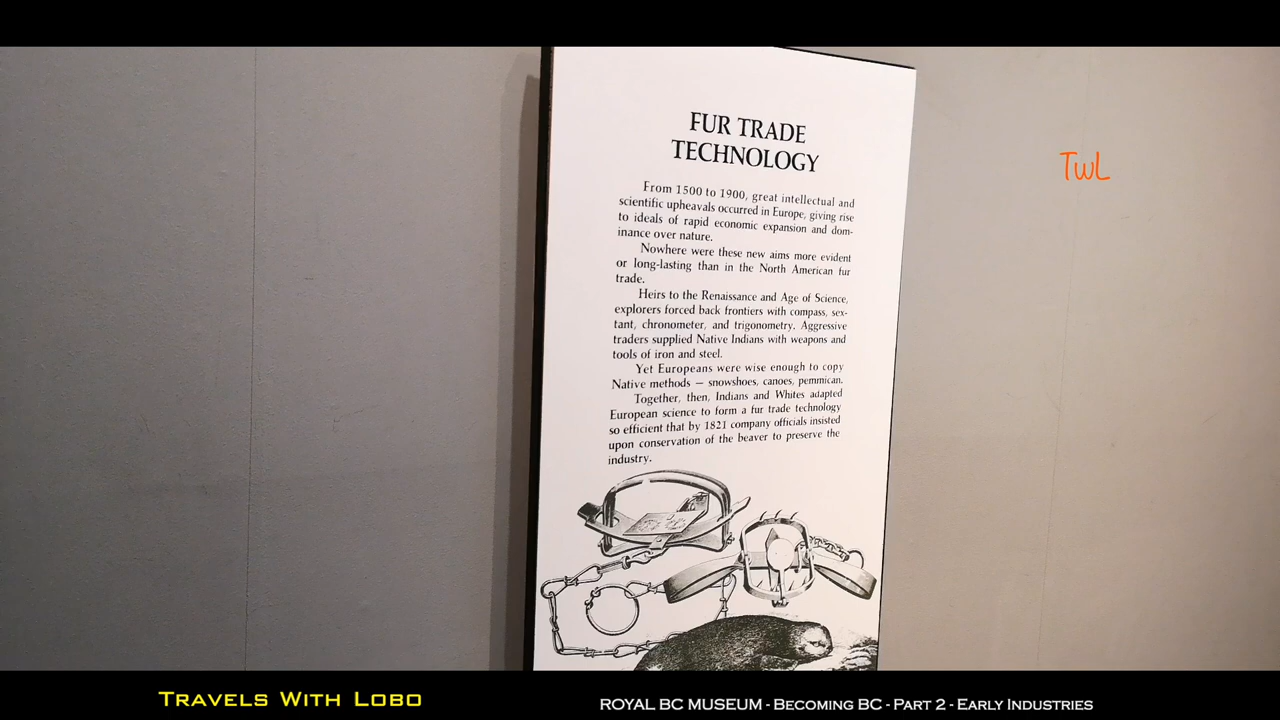 FUR TRADE
TECHNOLOGY
From 1500 to 1900, great intellectual and
scientific upheavals occurred in Europe, giving rise
to ideals of rapid economic expansion and dom-
inance over nature.
Nowhere were these new aims more evident
or long-lasting than in the North American fur
trade.
Heirs to the Renaissance and Age of Science,
explorers forced back frontiers with compass, sex-
tant, chronometer, and trigonometry. Aggressive
traders supplied Native Indians with weapons and
tools of iron and steel.
Yet Europeans were wise enough to copy
Native methods — snowshoes, canoes, pemmican.
Together, then, Indians and Whites adapted
European science to form a fur trade technology
so efficient that by 1821 company officials insisted
upon conservation of the beaver to preserve the
industry.
TWL
TRAVELS WITH LOBO
ROYAL BC MUSEUM - BECOMING BC - PART 2 - EARLY INDUSTRIES